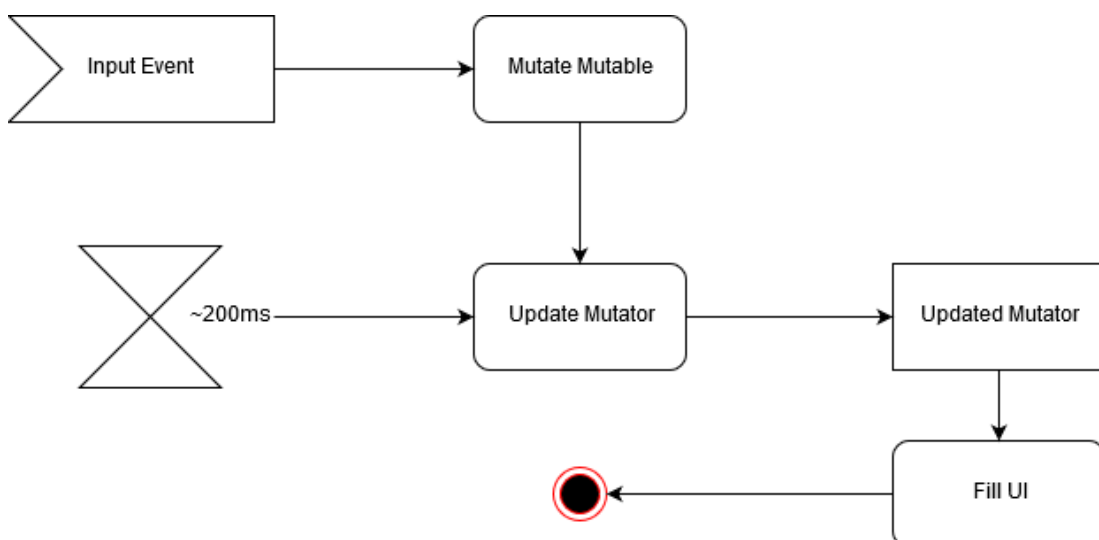 Input Event
Mutate Mutable
~200ms
Update Mutator
Updated Mutator
Fill UI